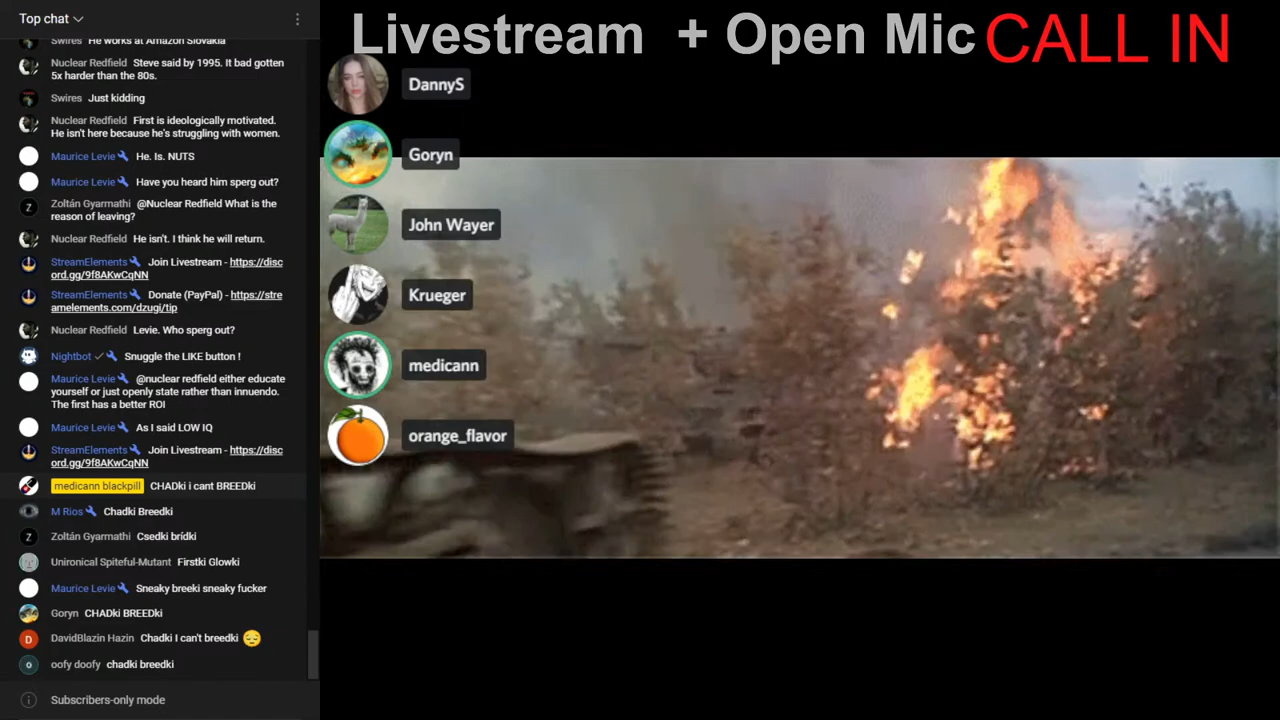 Top chat
Swires He works at Amazon Slovakia
Nuclear Redfield Steve said by 1995. It bad gotten
5x harder than the 80s.
Swires Just kidding
Nuclear Redfield First is ideologically motivated.
He isn't here because he's struggling with women.
Maurice Levie He. Is. NUTS
Maurice Levie Have you heard him sperg out?
Zoltán Gyarmathi @Nuclear Redfield What is the
reason of leaving?
Nuclear Redfield He isn't. I think he will return.
StreamElements Join Livestream - https://disc
ord.gg/9f8AKwCqNN
StreamElements Donate (PayPal) - https://stre
amelements.com/dzugi/tip
Nuclear Redfield Levie. Who sperg out?
Nightbot Snuggle the LIKE button !
Maurice Levie @nuclear redfield either educate
yourself or just openly state rather than innuendo.
The first has a better ROI
Maurice Levie As I said LOW IQ
StreamElements Join Livestream - https://disc
ord.gg/9f8AKwCqNN
medicann blackpill CHADki i cant BREEDki
M Rios Chadki Breedki
Zoltán Gyarmathi Csedki brídki
Unironical Spiteful-Mutant Firstki Glowki
Maurice Levie Sneaky breeki sneaky fucker
Goryn CHADki BREEDki
D DavidBlazin Hazin Chadki I can't breedki
oofy doofy chadki breedki
Subscribers-only mode
Livestream + Open Mic CALL IN
DannyS
Goryn
John Wayer
Krueger
medicann
orange_flavor